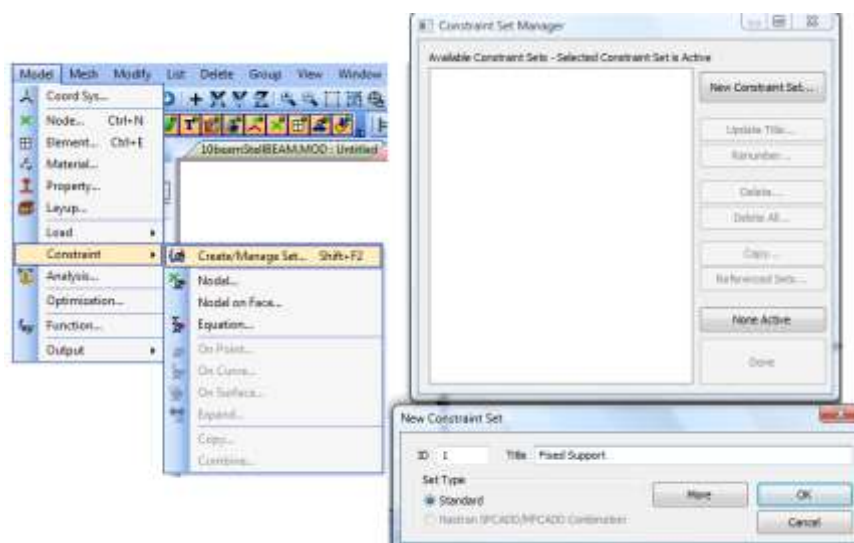 Model Mesh Modify List Delete Group View Window
Coord Sys...
Node... Ctrl+N
Element... Ctrl+E
Material...
Property...
Layup...
Load
Constraint
Analysis...
Optimization...
Function...
Output
10beamStellBEAM.MOD : Untitled
Create/Manage Set... Shift+F2
Nodal...
Nodal on Face...
Equation...
On Point...
On Curve...
On Surface...
Expand...
Copy...
Combine...
Constraint Set Manager
Available Constraint Sets - Selected Constraint Set is Active
New Constraint Set...
Update Title...
Renumber...
Delete...
Delete All...
Copy...
Referenced Sets...
None Active
Done
New Constraint Set
ID 1 Title Fixed Support
Set Type
Standard
Nastran SPCADD/MPCADD Combination
More
OK
Cancel